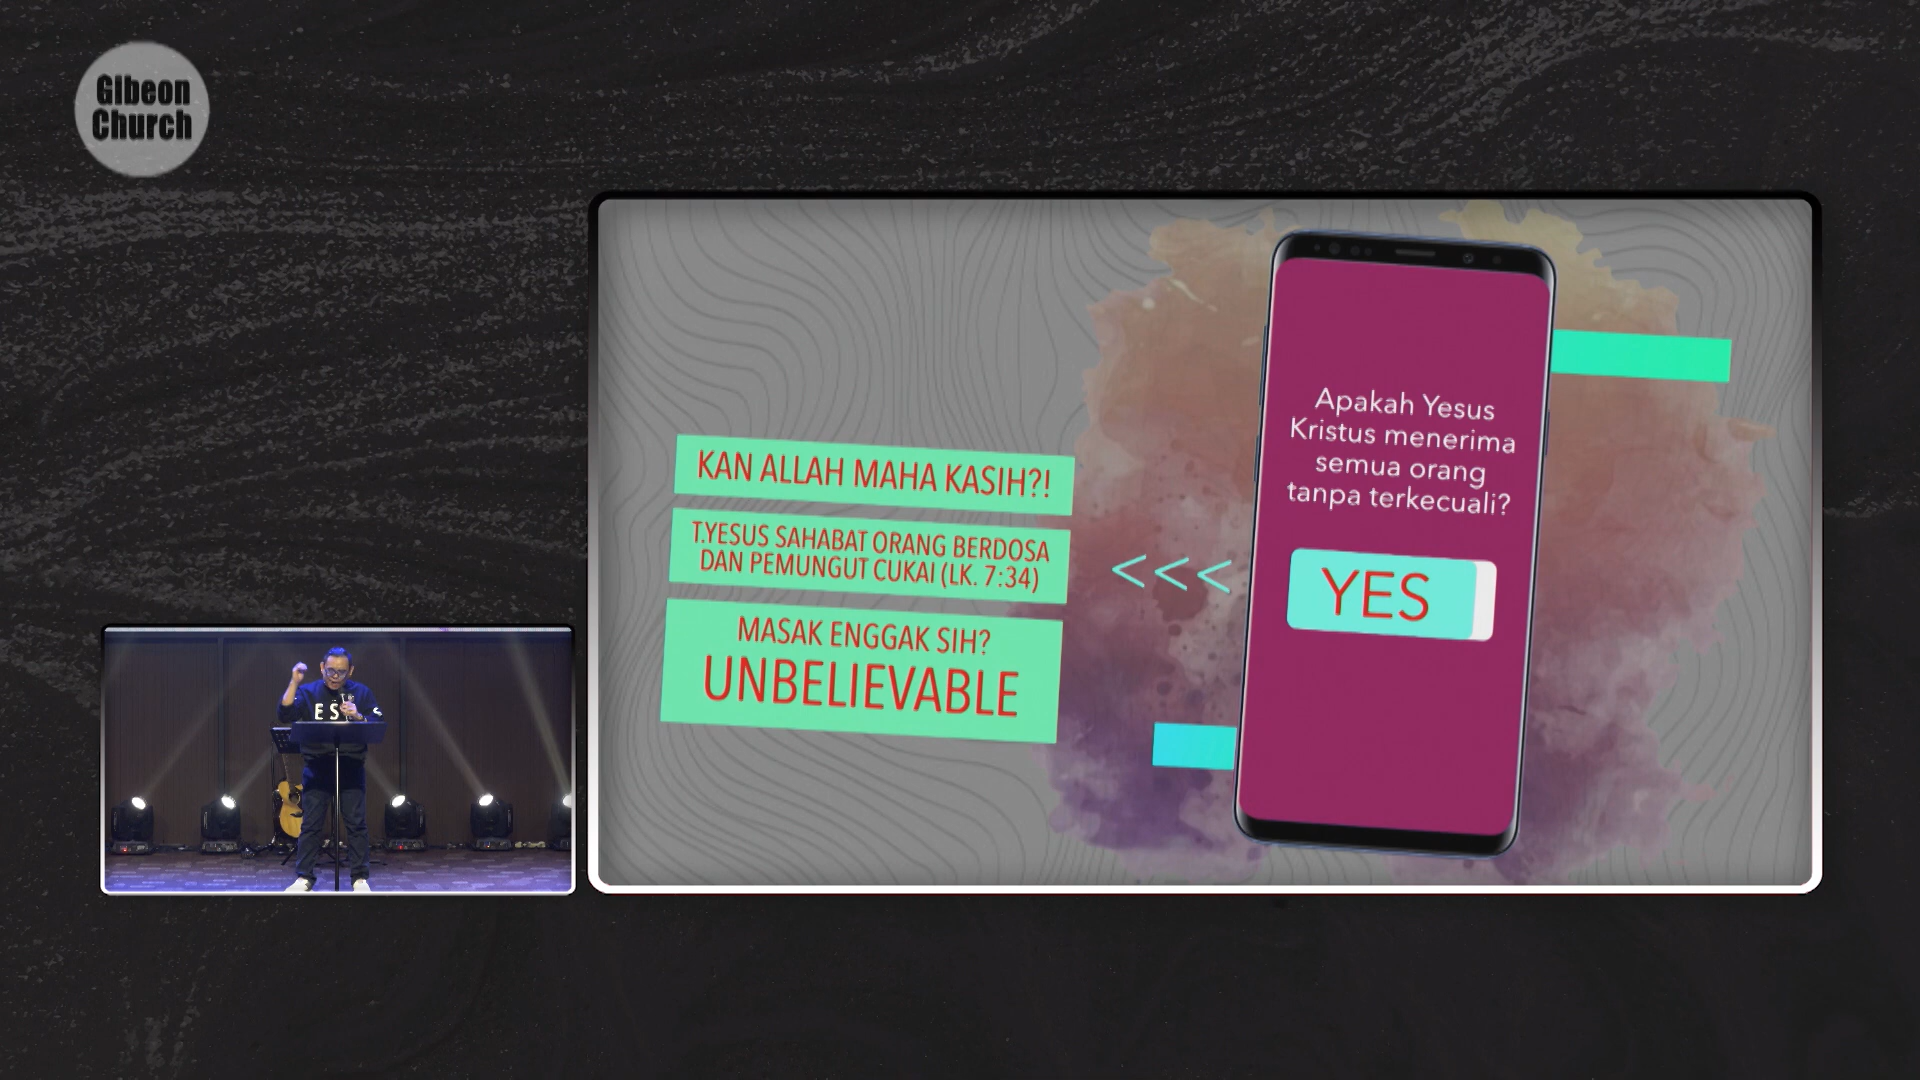 Gibeon
Church
KAN ALLAH MAHA KASIH?!
T.YESUS SAHABAT ORANG BERDOSA
DAN PEMUNGUT CUKAI (LK. 7:34)
MASAK ENGGAK SIH?
UNBELIEVABLE
<<<
Apakah Yesus
Kristus menerima
semua orang
tanpa terkecuali?
YES